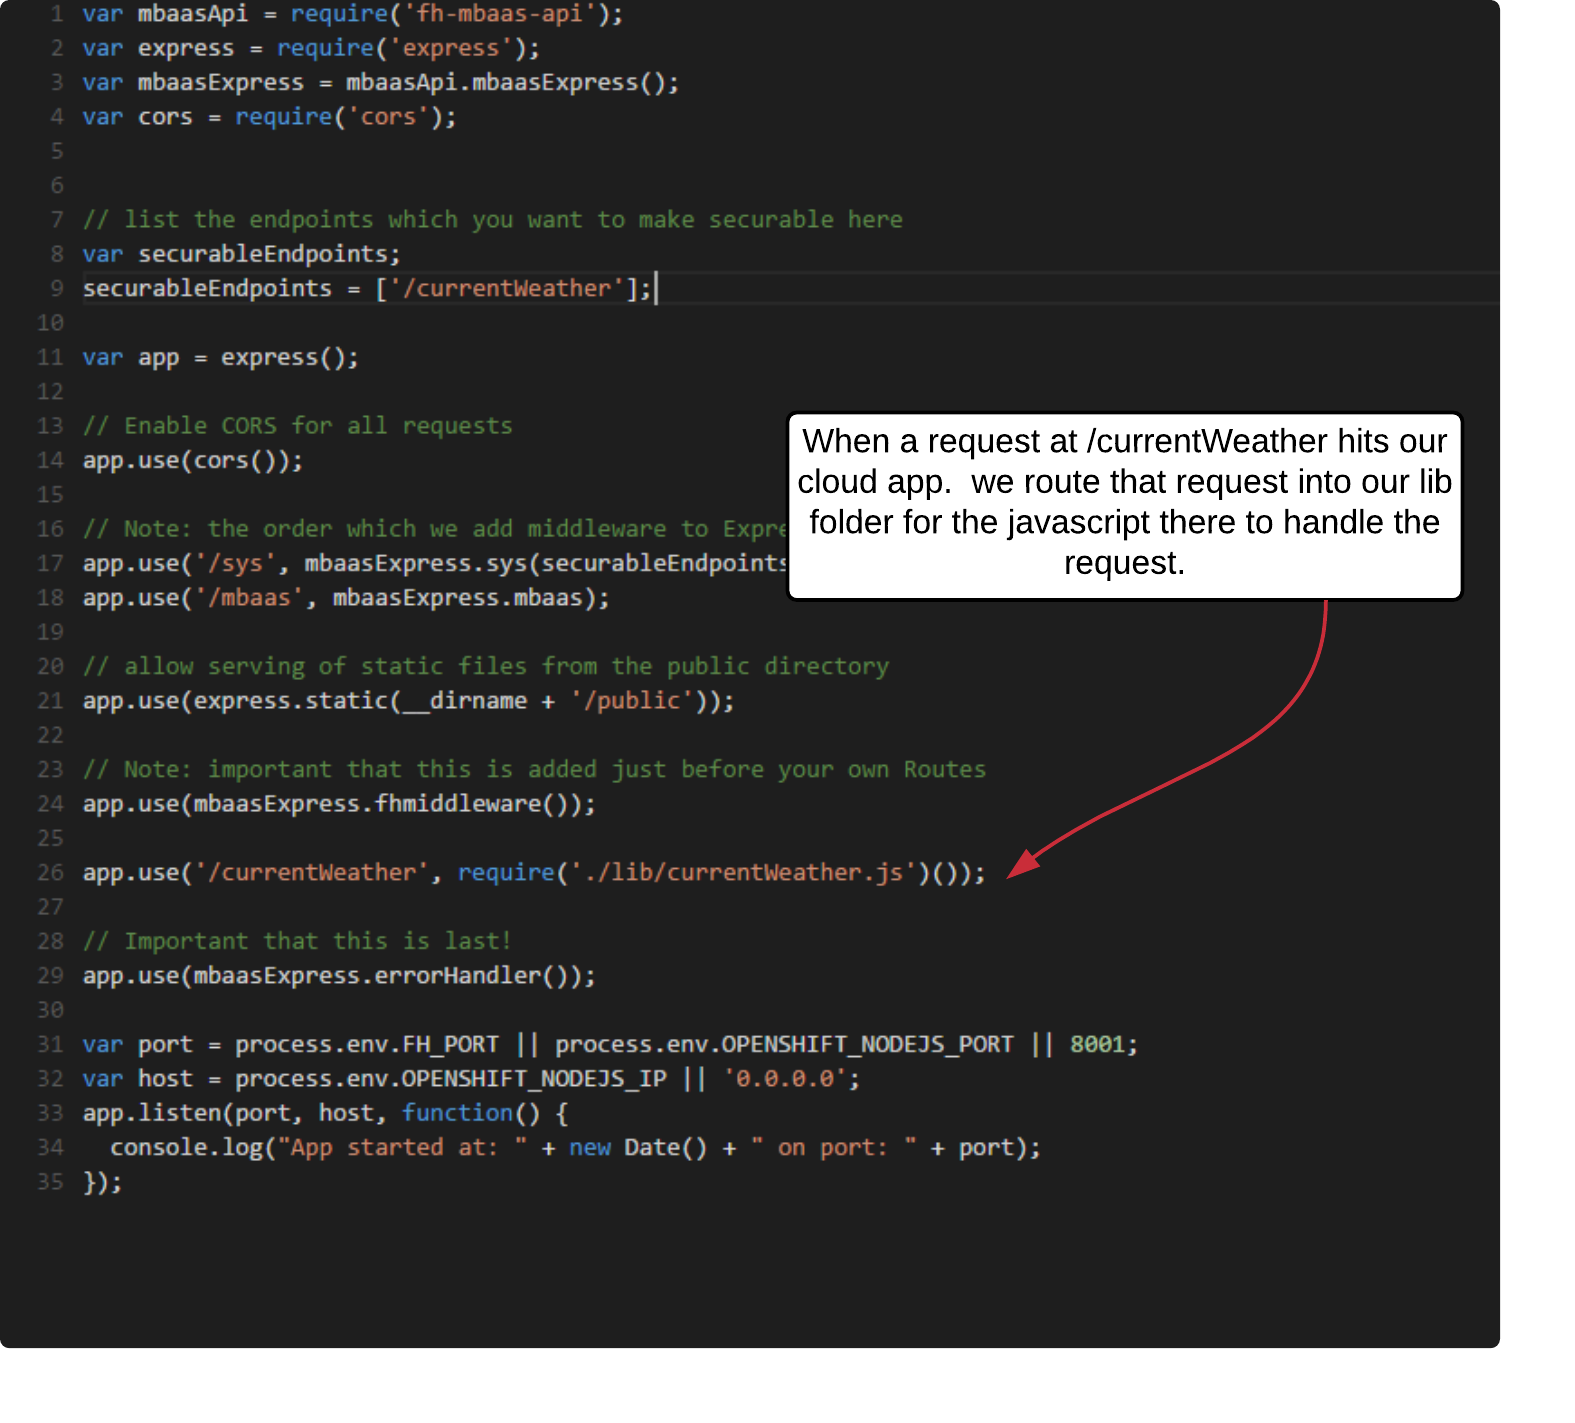 1 var mbaasApi = require('fh-mbaas-api');
2 var express = require('express');
3 var mbaasExpress = mbaasApi.mbaasExpress();
4 var cors = require('cors');
5
6
7 // list the endpoints which you want to make securable here
8 var securableEndpoints;
9 securableEndpoints = ['/currentWeather'];
10
11 var app = express();
12
13 // Enable CORS for all requests
14 app.use(cors());
15
16 // Note: the order which we add middleware to Expre
17 app.use('/sys', mbaasExpress.sys(securableEndpoints
18 app.use('/mbaas', mbaasExpress.mbaas);
19
20 // allow serving of static files from the public directory
21 app.use(express.static(__dirname + '/public'));
22
23 // Note: important that this is added just before your own Routes
24 app.use(mbaasExpress.fhmiddleware());
25
26 app.use('/currentWeather', require('./lib/currentWeather.js')());
27
28 // Important that this is last!
29 app.use(mbaasExpress.errorHandler());
30
31 var port = process.env.FH_PORT || process.env.OPENSHIFT_NODEJS_PORT || 8001;
32 var host = process.env.OPENSHIFT_NODEJS_IP || '0.0.0.0';
33 app.listen(port, host, function() {
34   console.log("App started at: " + new Date() + " on port: " + port);
35 });
When a request at /currentWeather hits our
cloud app.  we route that request into our lib
folder for the javascript there to handle the
request.